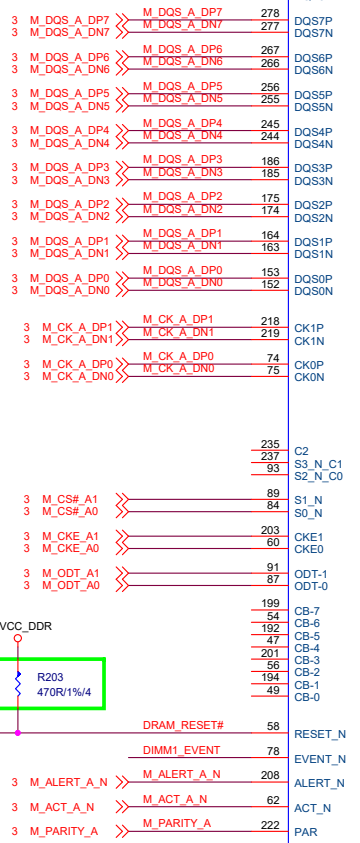 3 M_DQS_A_DP7 M_DQS_A_DP7 278 DQS7P
3 M_DQS_A_DN7 M_DQS_A_DN7 277 DQS7N
3 M_DQS_A_DP6 M_DQS_A_DP6 267 DQS6P
3 M_DQS_A_DN6 M_DQS_A_DN6 266 DQS6N
3 M_DQS_A_DP5 M_DQS_A_DP5 256 DQS5P
3 M_DQS_A_DN5 M_DQS_A_DN5 255 DQS5N
3 M_DQS_A_DP4 M_DQS_A_DP4 245 DQS4P
3 M_DQS_A_DN4 M_DQS_A_DN4 244 DQS4N
3 M_DQS_A_DP3 M_DQS_A_DP3 186 DQS3P
3 M_DQS_A_DN3 M_DQS_A_DN3 185 DQS3N
3 M_DQS_A_DP2 M_DQS_A_DP2 175 DQS2P
3 M_DQS_A_DN2 M_DQS_A_DN2 174 DQS2N
3 M_DQS_A_DP1 M_DQS_A_DP1 164 DQS1P
3 M_DQS_A_DN1 M_DQS_A_DN1 163 DQS1N
3 M_DQS_A_DP0 M_DQS_A_DP0 153 DQS0P
3 M_DQS_A_DN0 M_DQS_A_DN0 152 DQS0N
3 M_CK_A_DP1 M_CK_A_DP1 218 CK1P
3 M_CK_A_DN1 M_CK_A_DN1 219 CK1N
3 M_CK_A_DP0 M_CK_A_DP0 74 CK0P
3 M_CK_A_DN0 M_CK_A_DN0 75 CK0N
235 C2
237 S3_N_C1
93 S2_N_C0
3 M_CS#_A1 89 S1_N
3 M_CS#_A0 84 S0_N
3 M_CKE_A1 203 CKE1
3 M_CKE_A0 60 CKE0
3 M_ODT_A1 91 ODT-1
3 M_ODT_A0 87 ODT-0
199 CB-7
54 CB-6
192 CB-5
47 CB-4
201 CB-3
56 CB-2
194 CB-1
49 CB-0
VCC_DDR
R203
470R/1%/4
DRAM_RESET# 58 RESET_N
DIMM1_EVENT 78 EVENT_N
3 M_ALERT_A_N M_ALERT_A_N 208 ALERT_N
3 M_ACT_A_N M_ACT_A_N 62 ACT_N
3 M_PARITY_A M_PARITY_A 222 PAR